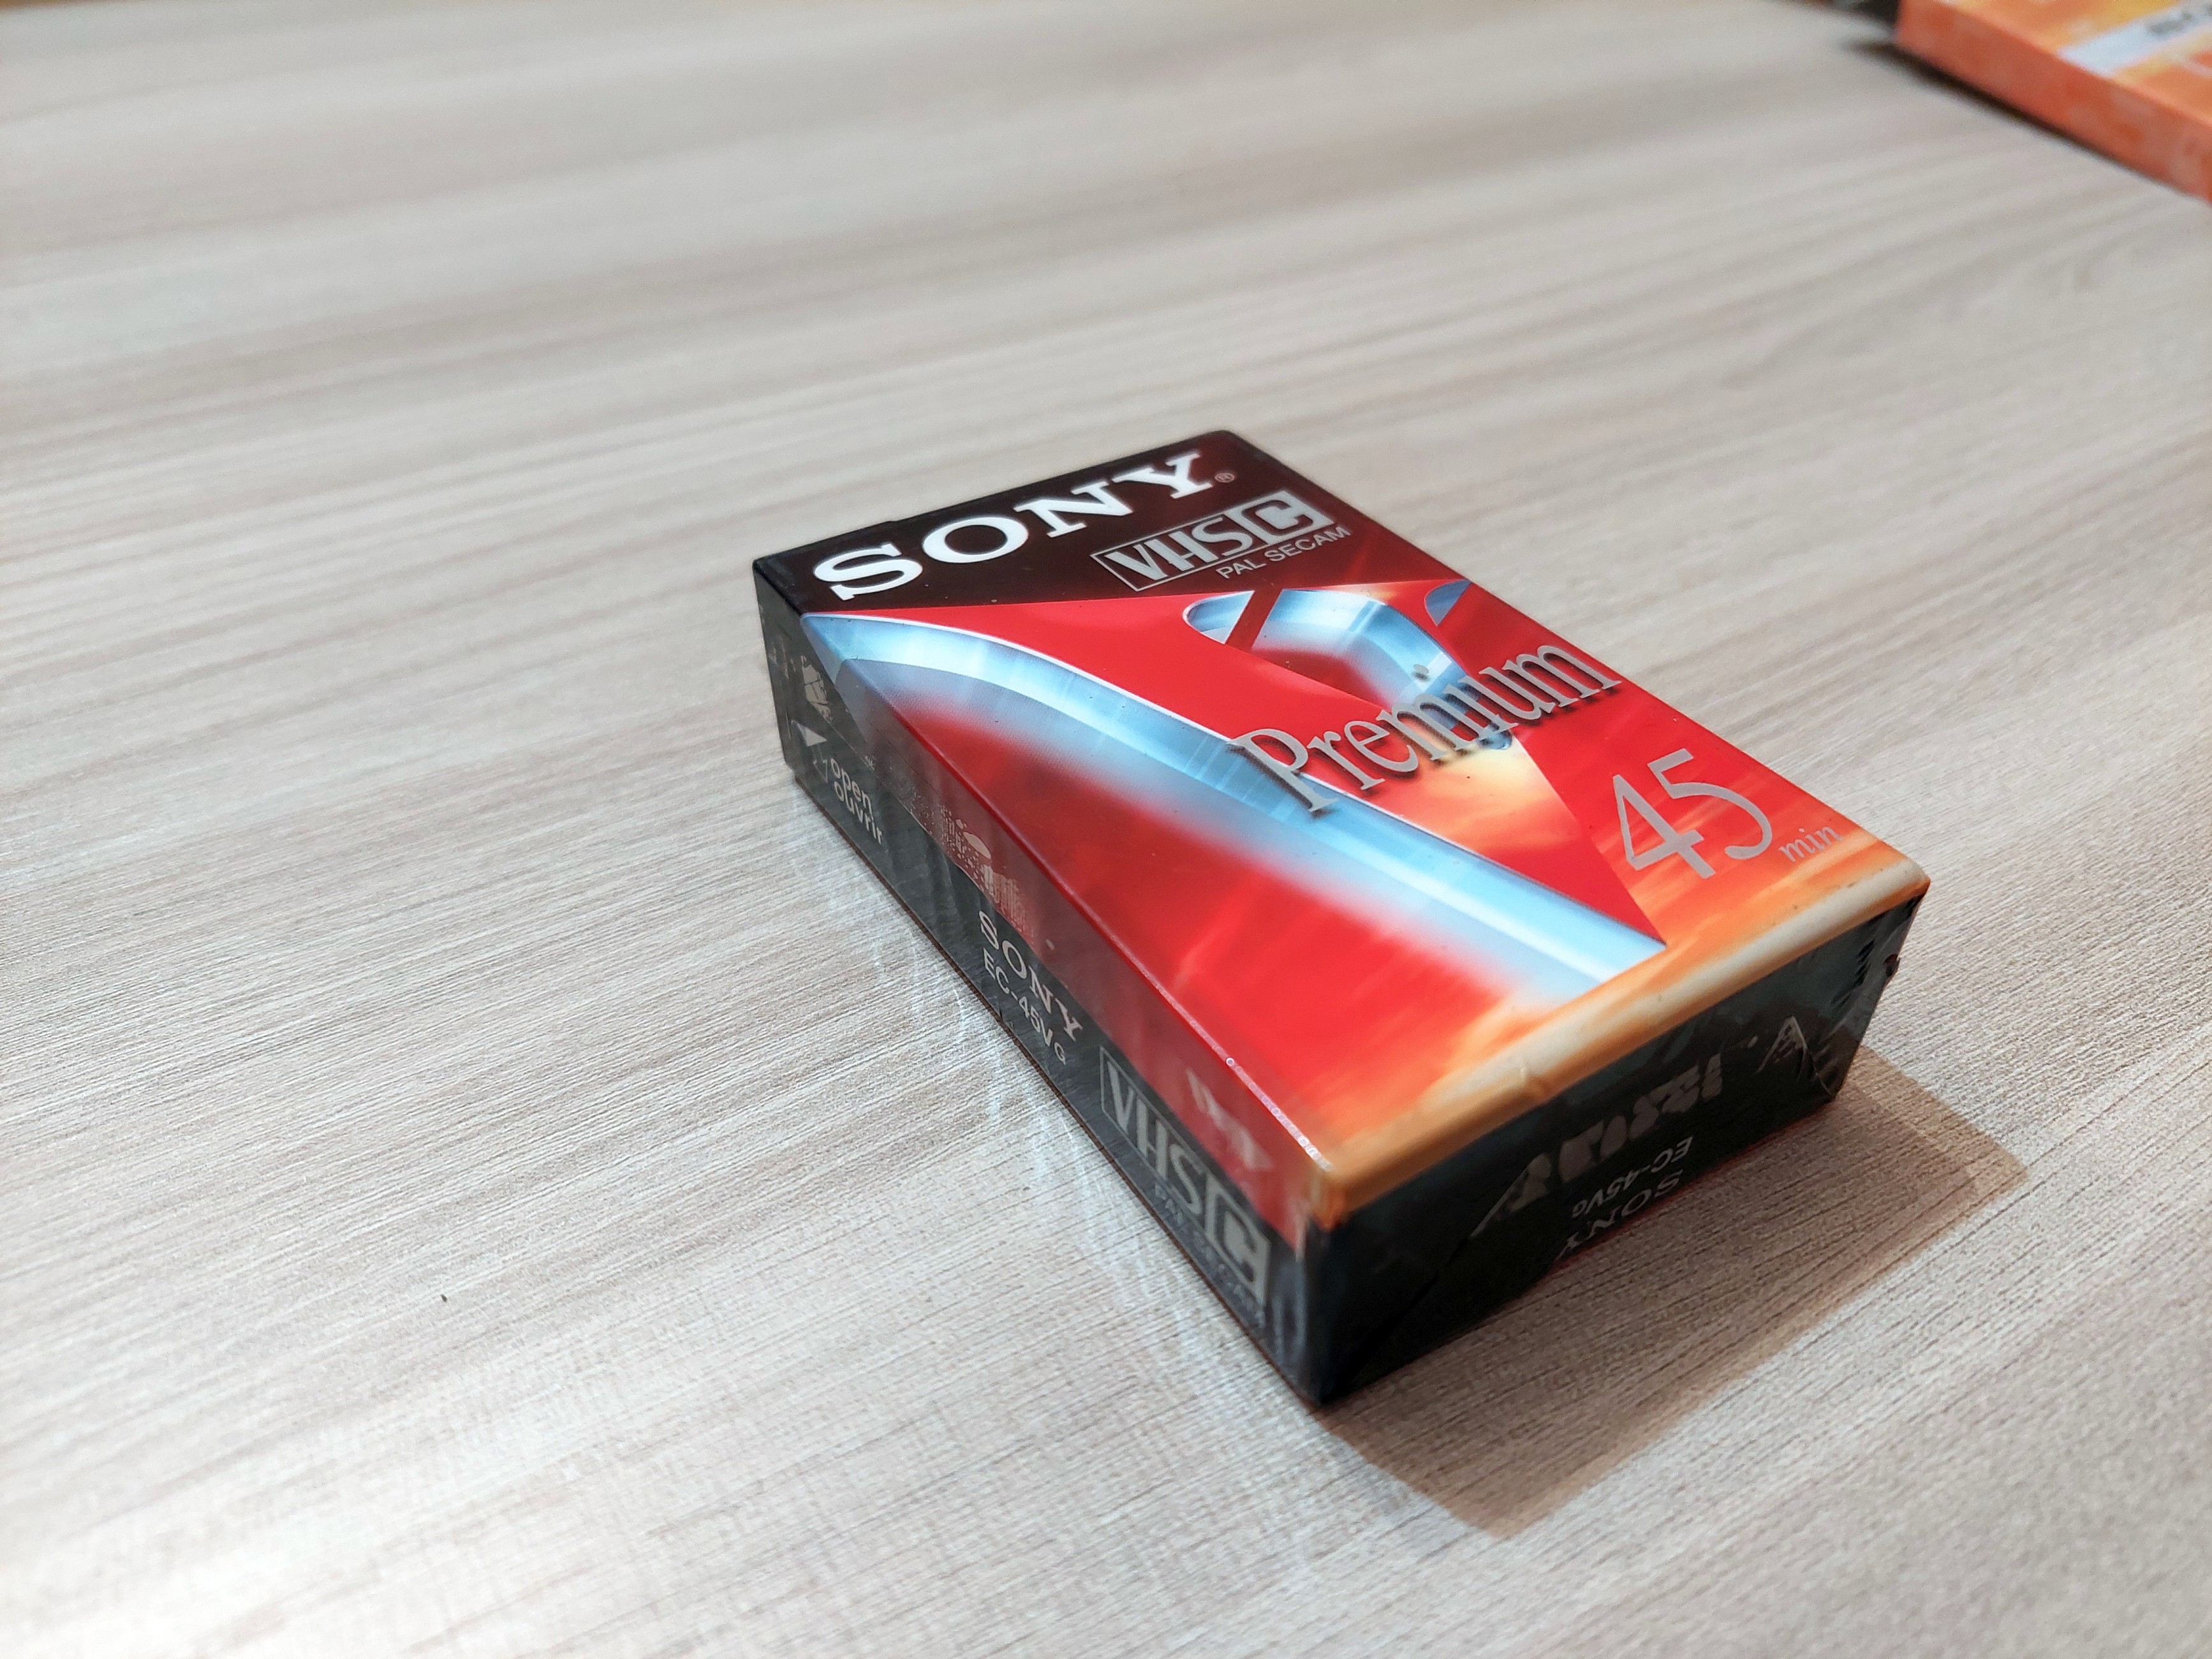 SONY®
VHS C
PAL SECAM
Premium
45 min
open
ouvrir
SONY
EC-45VG
VHS C
PAL SECAM
SONY
EC-45VG